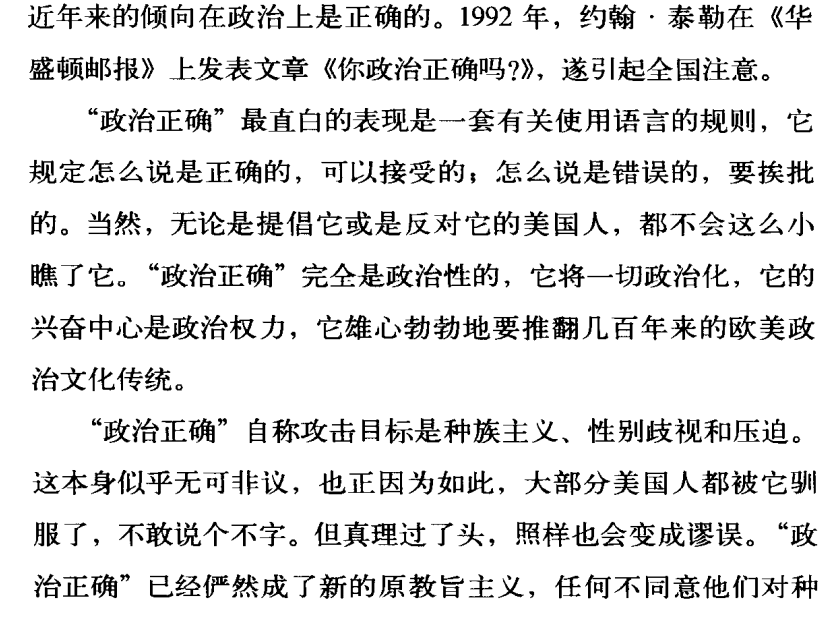 近年来的倾向在政治上是正确的。1992 年，约翰·泰勒在《华
盛顿邮报》上发表文章《你政治正确吗?》，遂引起全国注意。
“政治正确”最直白的表现是一套有关使用语言的规则，它
规定怎么说是正确的，可以接受的；怎么说是错误的，要挨批
的。当然，无论是提倡它或是反对它的美国人，都不会这么小
瞧了它。“政治正确”完全是政治性的，它将一切政治化，它的
兴奋中心是政治权力，它雄心勃勃地要推翻几百年来的欧美政
治文化传统。
“政治正确”自称攻击目标是种族主义、性别歧视和压迫。
这本身似乎无可非议，也正因为如此，大部分美国人都被它驯
服了，不敢说个不字。但真理过了头，照样也会变成谬误。“政
治正确”已经俨然成了新的原教旨主义，任何不同意他们对种